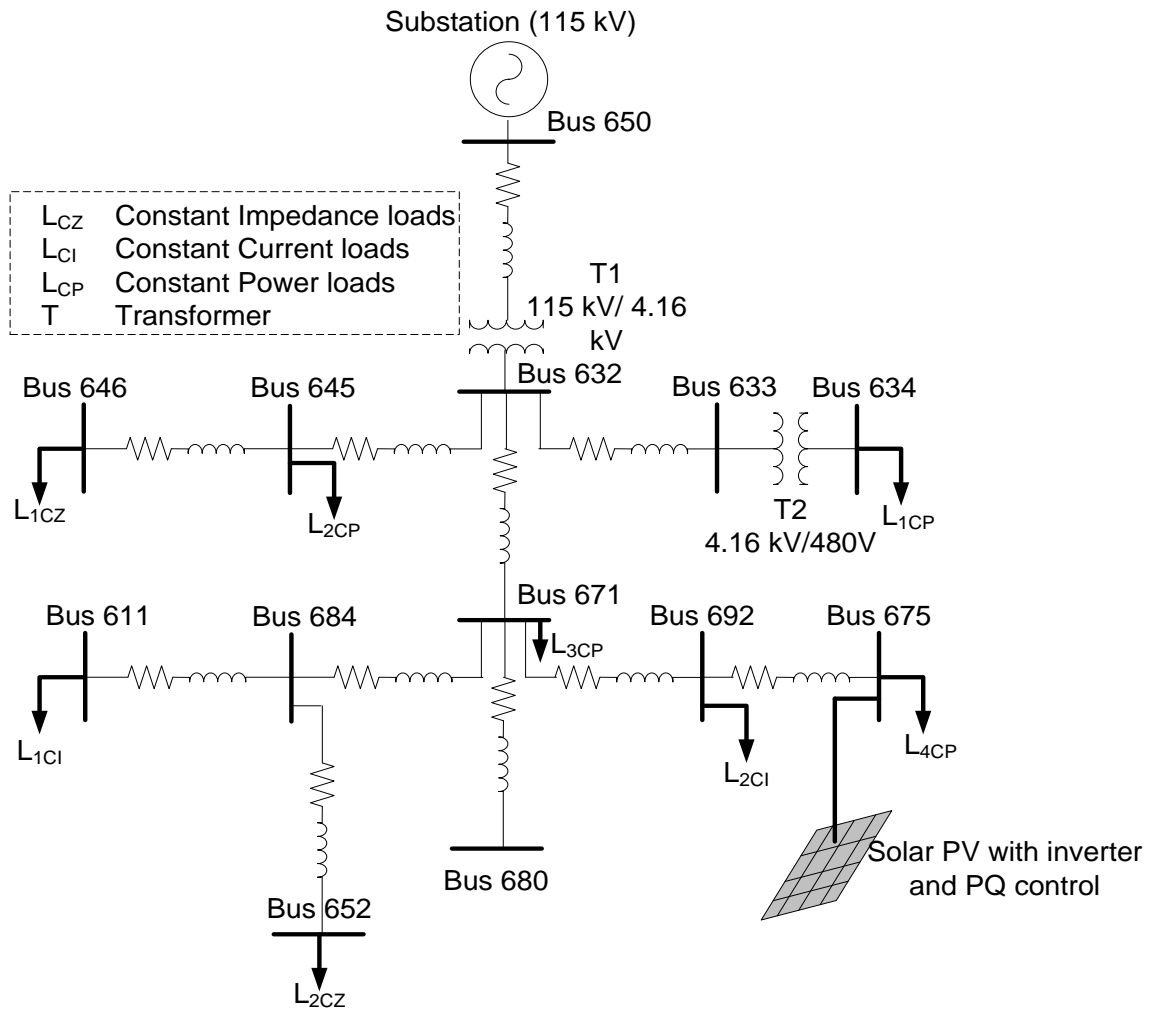 Substation (115 kV)
Bus 650
LCZ Constant Impedance loads
LCI Constant Current loads
LCP Constant Power loads
T Transformer
T1
115 kV/ 4.16
kV
Bus 632
Bus 646
Bus 645
Bus 633
Bus 634
L1CZ
L2CP
L1CP
T2
4.16 kV/480V
Bus 671
Bus 611
Bus 684
Bus 692
Bus 675
L3CP
L1CI
L2CI
L4CP
Solar PV with inverter
and PQ control
Bus 680
Bus 652
L2CZ